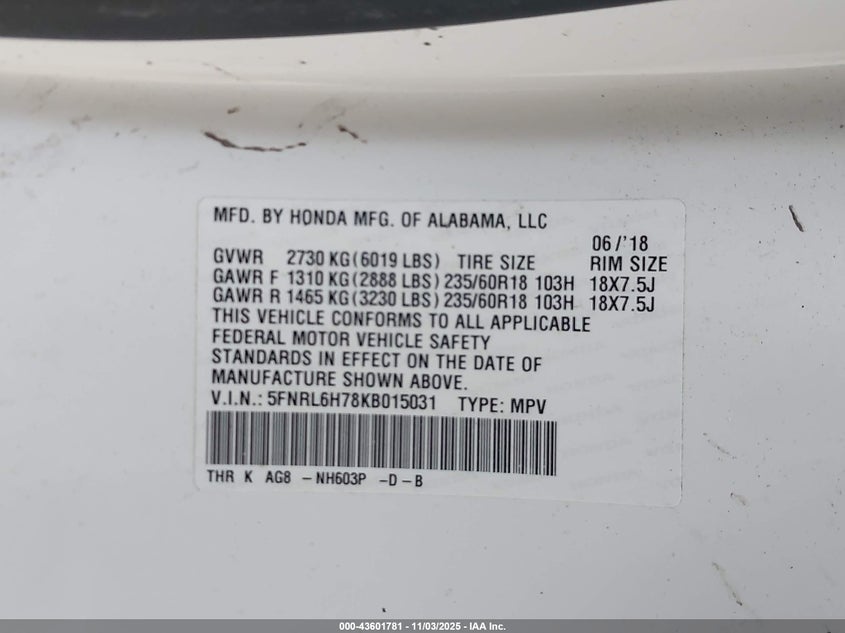 MFD. BY HONDA MFG. OF ALABAMA, LLC
06/'18
GVWR 2730 KG(6019 LBS) TIRE SIZE RIM SIZE
GAWR F 1310 KG(2888 LBS) 235/60R18 103H 18X7.5J
GAWR R 1465 KG(3230 LBS) 235/60R18 103H 18X7.5J
THIS VEHICLE CONFORMS TO ALL APPLICABLE
FEDERAL MOTOR VEHICLE SAFETY
STANDARDS IN EFFECT ON THE DATE OF
MANUFACTURE SHOWN ABOVE.
V.I.N.: 5FNRL6H78KB015031 TYPE: MPV
THR K AG8 -NH603P -D-B
000-43601781 - 11/03/2025 - IAA Inc.